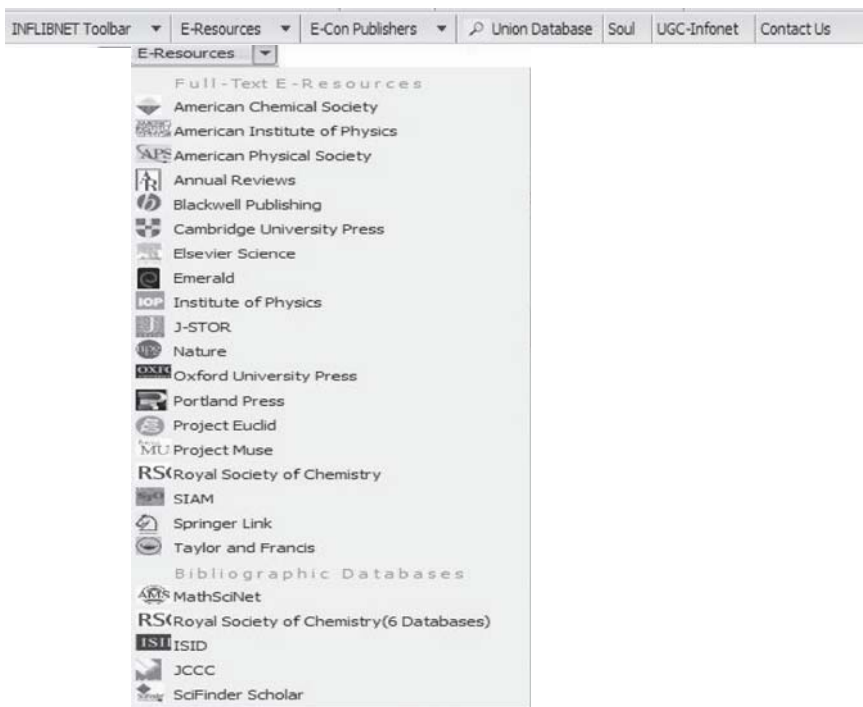 INFLIBNET Toolbar E-Resources E-Con Publishers Union Database Soul UGC-Infonet Contact Us
E-Resources
Full-Text E-Resources
American Chemical Society
American Institute of Physics
APS American Physical Society
AR Annual Reviews
Blackwell Publishing
Cambridge University Press
Elsevier Science
Emerald
IOP Institute of Physics
J J-STOR
npg Nature
OXFO Oxford University Press
Portland Press
Project Euclid
MU Project Muse
RSC Royal Society of Chemistry
SIAM
Springer Link
Taylor and Francis
Bibliographic Databases
AMS MathSciNet
RSC Royal Society of Chemistry(6 Databases)
ISID
JCCC
SciFinder Scholar